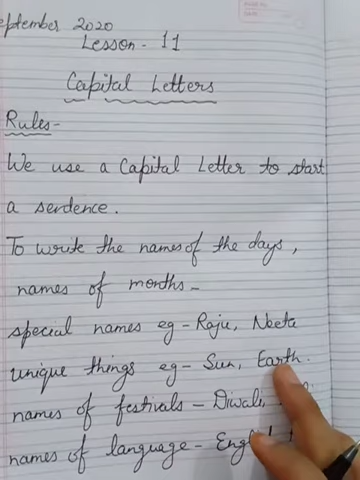 September 2020
Lesson - 11
Capital Letters
Rules-
We use a Capital Letter to start
a sentence.
To write the names of the days,
names of months-
special names eg- Raju, Neeta
unique things eg- Sun, Earth.
names of festivals - Diwali,
names of language - English